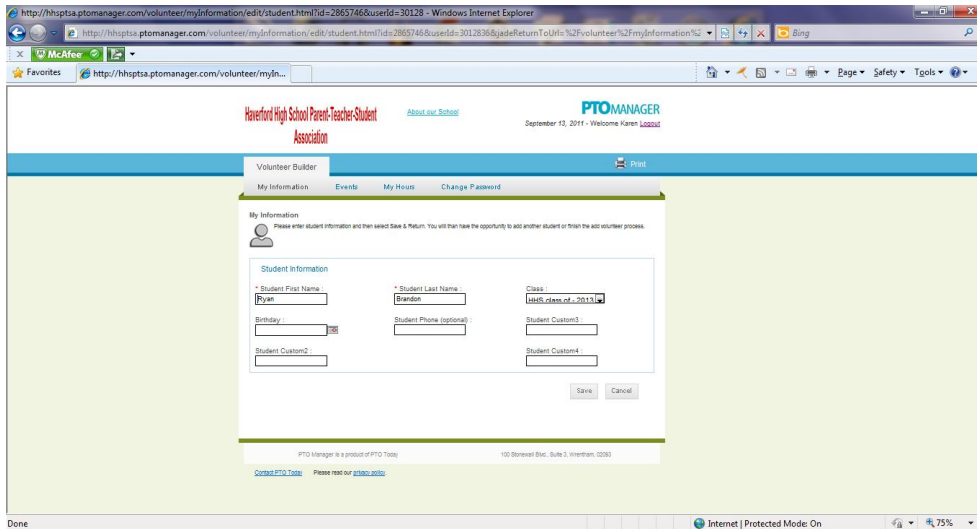 http://hhsptsa.ptomanager.com/volunteer/myInformation/edit/student.html?id=2865746&userId=30128 - Windows Internet Explorer
http://hhsptsa.ptomanager.com/volunteer/myInformation/edit/student.html?id=2865746&userId=3012836&jadeReturnToUrl=%2Fvolunteer%2FmyInformation%2
Bing
McAfee
Favorites
http://hhsptsa.ptomanager.com/volunteer/myIn...
Page
Safety
Tools
Haverford High School Parent-Teacher-Student
Association
About our School
PTOMANAGER
September 13, 2011 - Welcome Karen Logout
Volunteer Builder
Print
My Information Events My Hours Change Password
My Information
Please enter student information and then select Save & Return. You will then have the opportunity to add another student or finish the add volunteer process.
Student Information
* Student First Name : * Student Last Name : Class :
Ryan Brandon HHS class of - 2013
Birthday : Student Phone (optional) : Student Custom3 :
Student Custom2 : Student Custom4 :
Save Cancel
PTO Manager is a product of PTO Today 100 Stonewall Blvd., Suite 3, Wrentham, 02093
Contact PTO Today Please read our privacy policy.
Done Internet | Protected Mode: On 75%